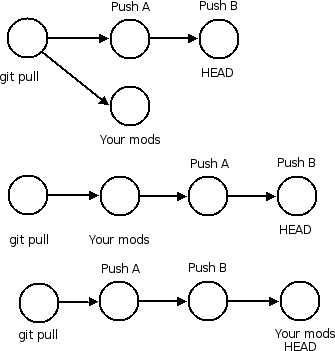 Push A Push B
git pull HEAD
Your mods
Push A Push B
git pull Your mods HEAD
Push A Push B
git pull Your mods
HEAD